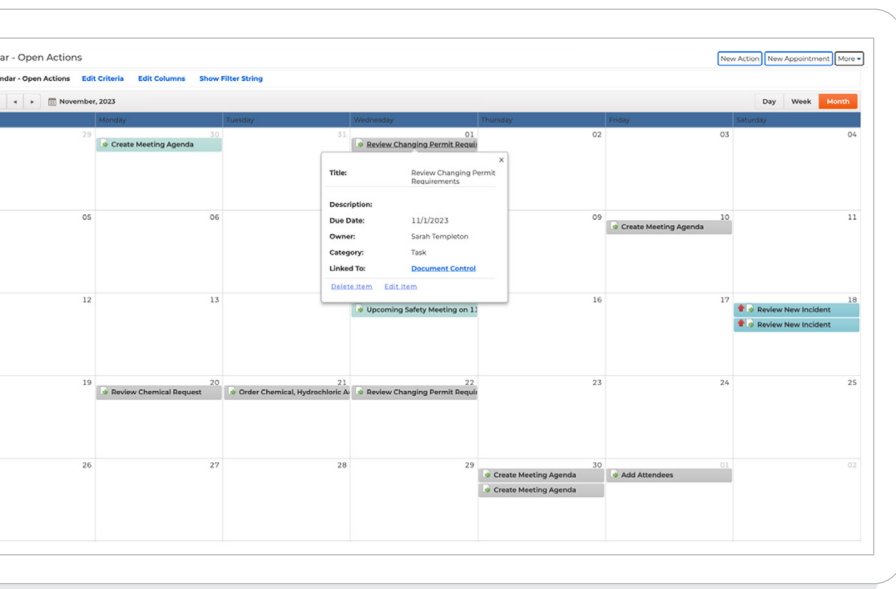 ar - Open Actions
New Action New Appointment More
ndar - Open Actions Edit Criteria Edit Columns Show Filter String
November, 2023
Day Week Month
Monday Tuesday Wednesday Thursday Friday Saturday
29 30 31 01 02 03 04
Create Meeting Agenda Review Changing Permit Requi
x
Title: Review Changing Permit
Requirements
Description:
Due Date: 11/1/2023
Owner: Sarah Templeton
Category: Task
Linked To: Document Control
Delete Item Edit Item
05 06 09 10 11
Create Meeting Agenda
12 13 16 17 18
Upcoming Safety Meeting on 11 Review New Incident
Review New Incident
19 20 21 22 23 24 25
Review Chemical Request Order Chemical, Hydrochloric A Review Changing Permit Requi
26 27 28 29 30 01 02
Create Meeting Agenda Add Attendees
Create Meeting Agenda